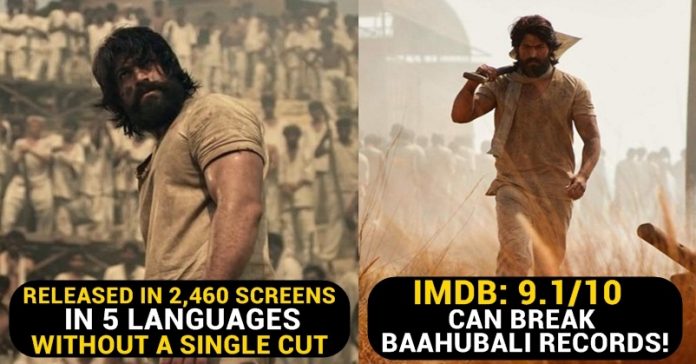 RELEASED IN 2,460 SCREENS
IN 5 LANGUAGES
WITHOUT A SINGLE CUT
IMDB: 9.1/10
CAN BREAK
BAAHUBALI RECORDS!